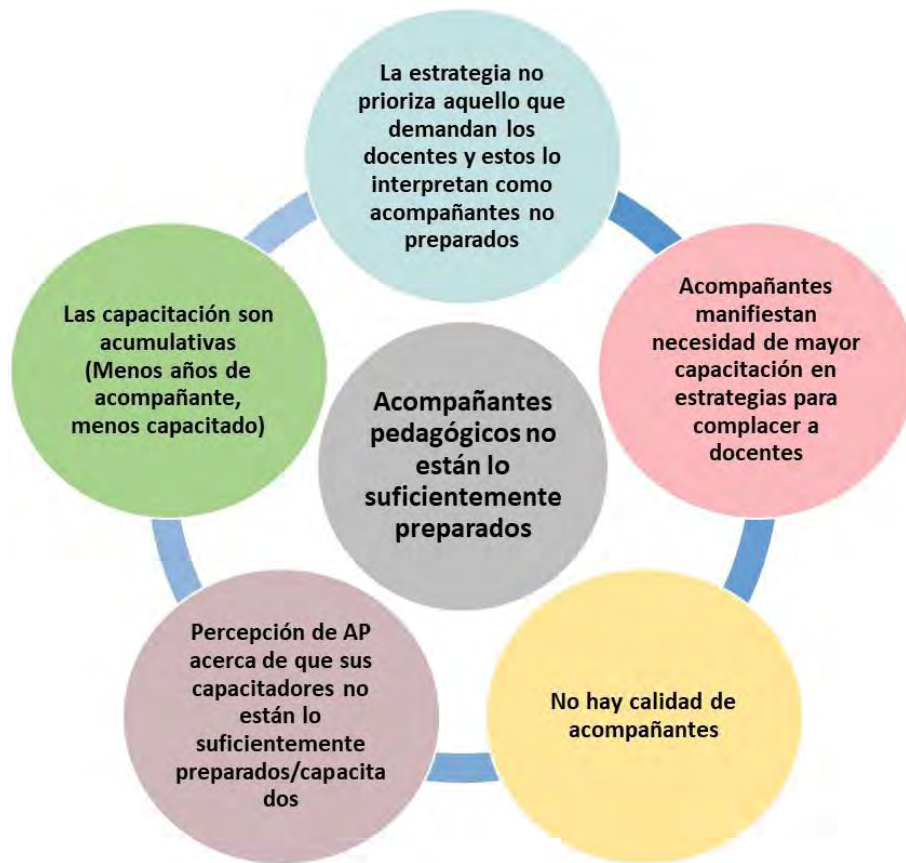 La estrategia no
prioriza aquello que
demandan los
docentes y estos lo
interpretan como
acompañantes no
preparados
Acompañantes
manifiestan
necesidad de mayor
capacitación en
estrategias para
complacer a
docentes
No hay calidad de
acompañantes
Percepción de AP
acerca de que sus
capacitadores no
están lo
suficientemente
preparados/capacita
dos
Las capacitación son
acumulativas
(Menos años de
acompañante,
menos capacitado)
Acompañantes
pedagógicos no
están lo
suficientemente
preparados